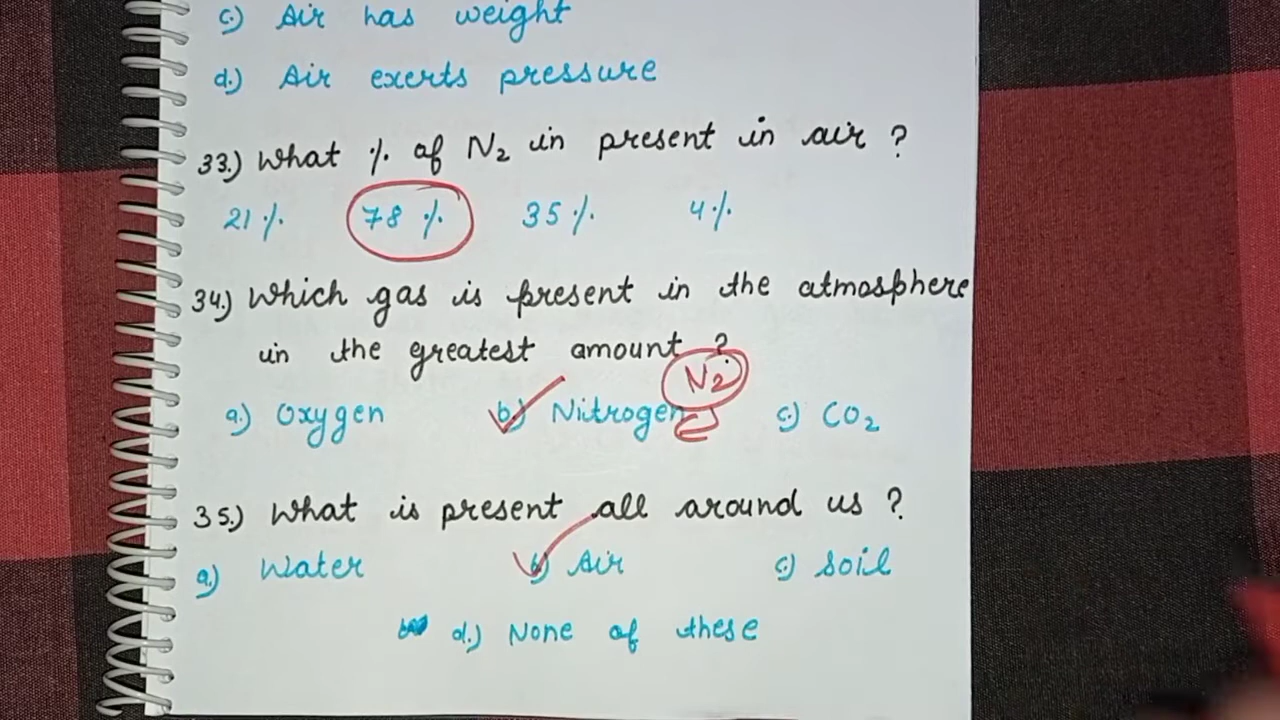 c.) Air has weight
d.) Air exerts pressure
33.) What % of N2 in present in air ?
21% 78% 35% 4%
34.) Which gas is present in the atmosphere
in the greatest amount ?
N2
a.) Oxygen b.) Nitrogen c.) CO2
35.) What is present all around us ?
a.) Water b.) Air c.) Soil
d.) None of these